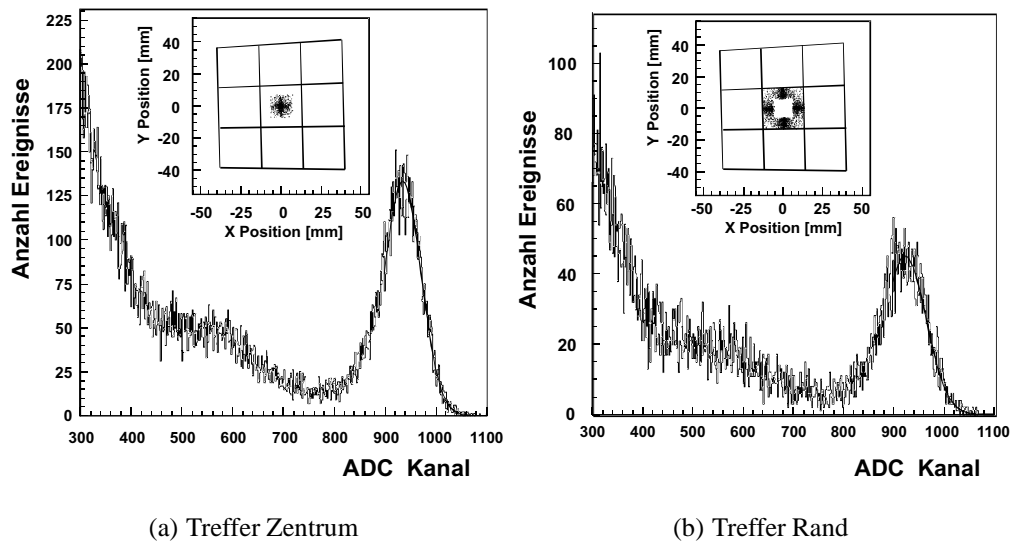 225
200
175
150
125
100
75
50
25
0
Anzahl Ereignisse
300 400 500 600 700 800 900 1000 1100
ADC Kanal
40
20
0
-20
-40
Y Position [mm]
-50 -25 0 25 50
X Position [mm]
(a) Treffer Zentrum
100
80
60
40
20
0
Anzahl Ereignisse
300 400 500 600 700 800 900 1000 1100
ADC Kanal
40
20
0
-20
-40
Y Position [mm]
-50 -25 0 25 50
X Position [mm]
(b) Treffer Rand